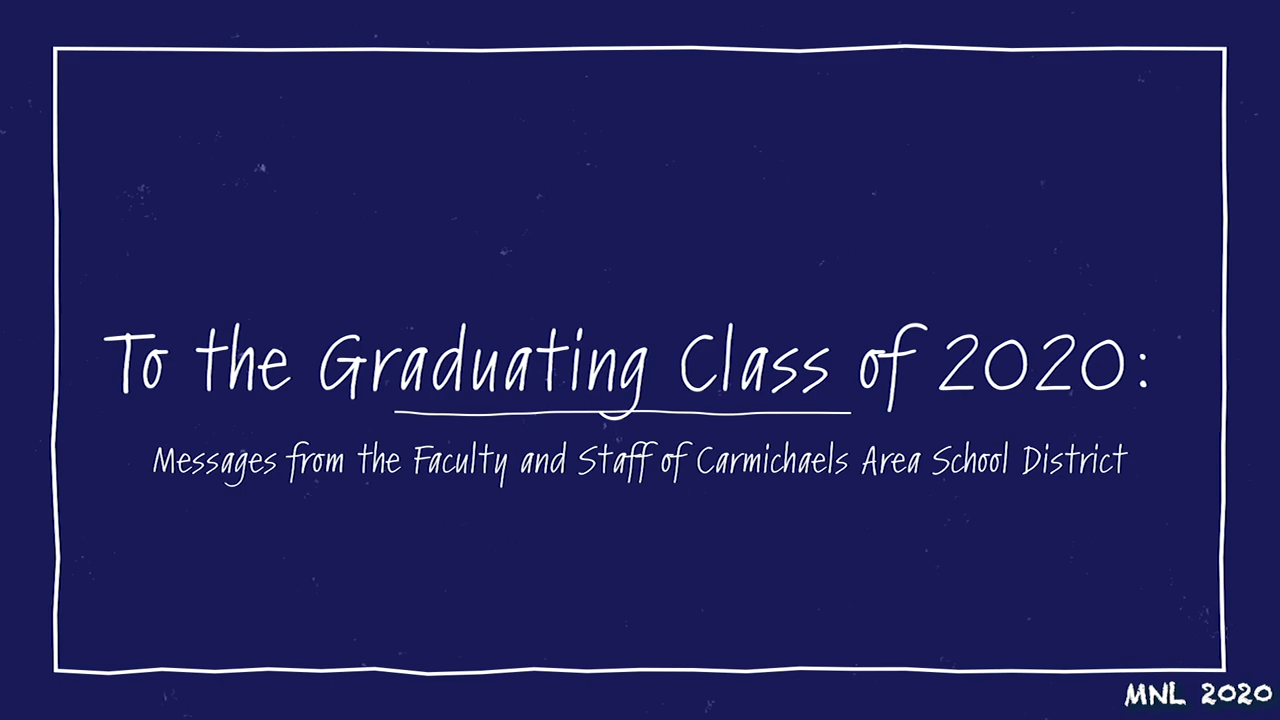 To the Graduating Class of 2020:
Messages from the Faculty and Staff of Carmichaels Area School District
MNL 2020